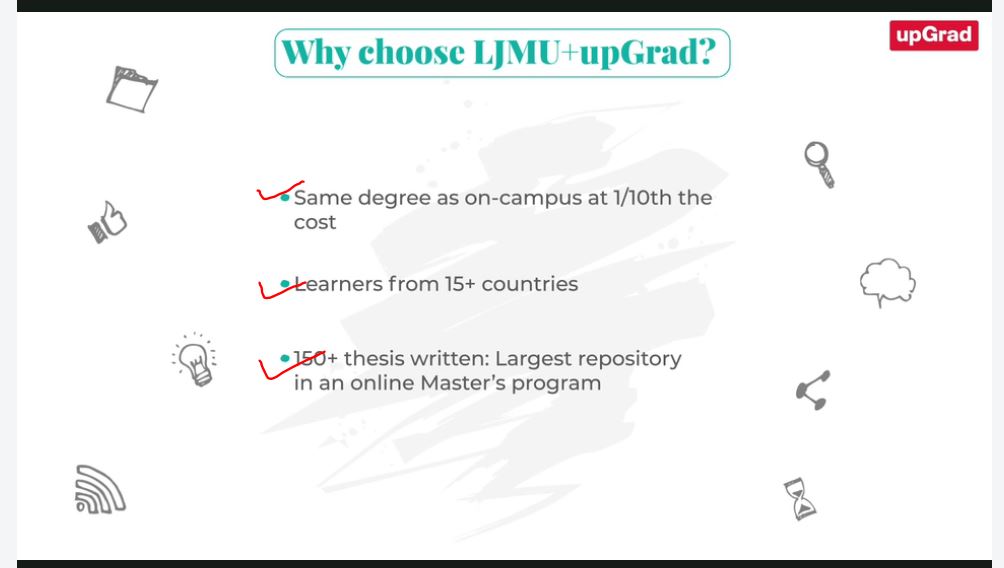 Why choose LJMU+upGrad?
upGrad
Same degree as on-campus at 1/10th the
cost
Learners from 15+ countries
150+ thesis written: Largest repository
in an online Master's program